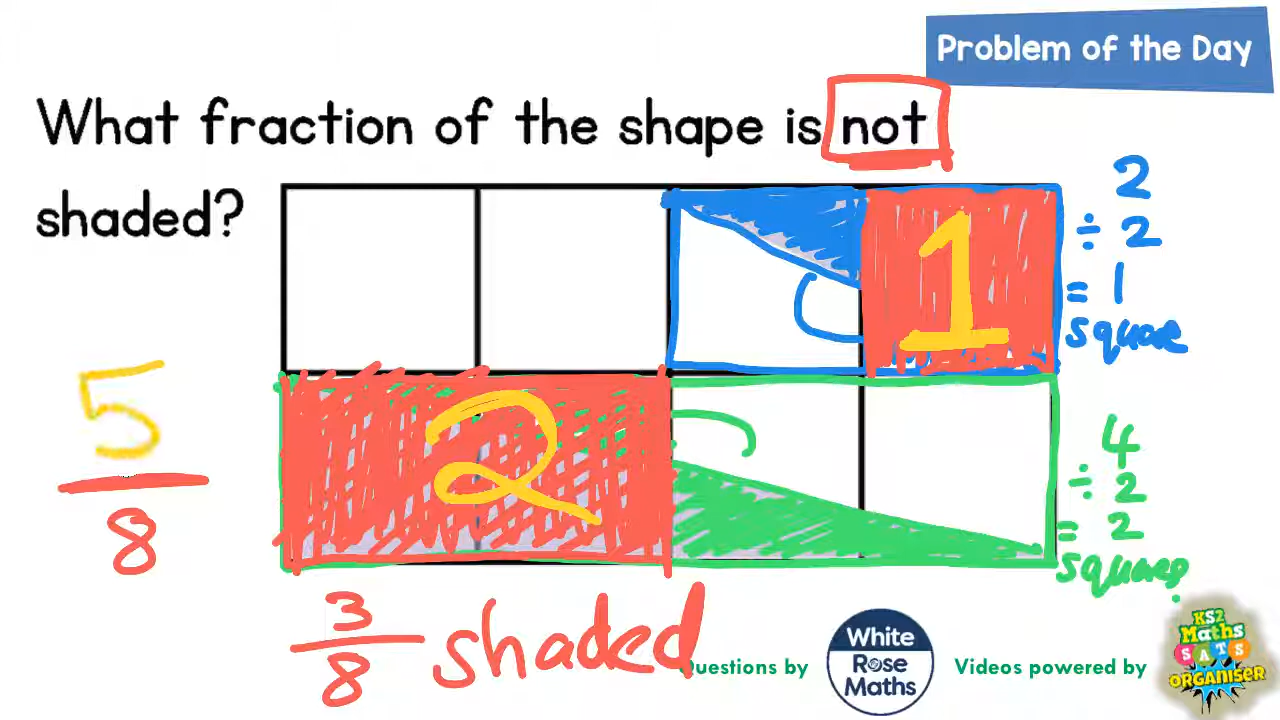 Problem of the Day
What fraction of the shape is not
shaded?
2
÷ 2
= 1
square
1
5
8
2
4
÷ 2
= 2
squares
3
8
shaded
Questions by
White
Rose
Maths
Videos powered by
KS2
Maths
SATS
ORGANISER